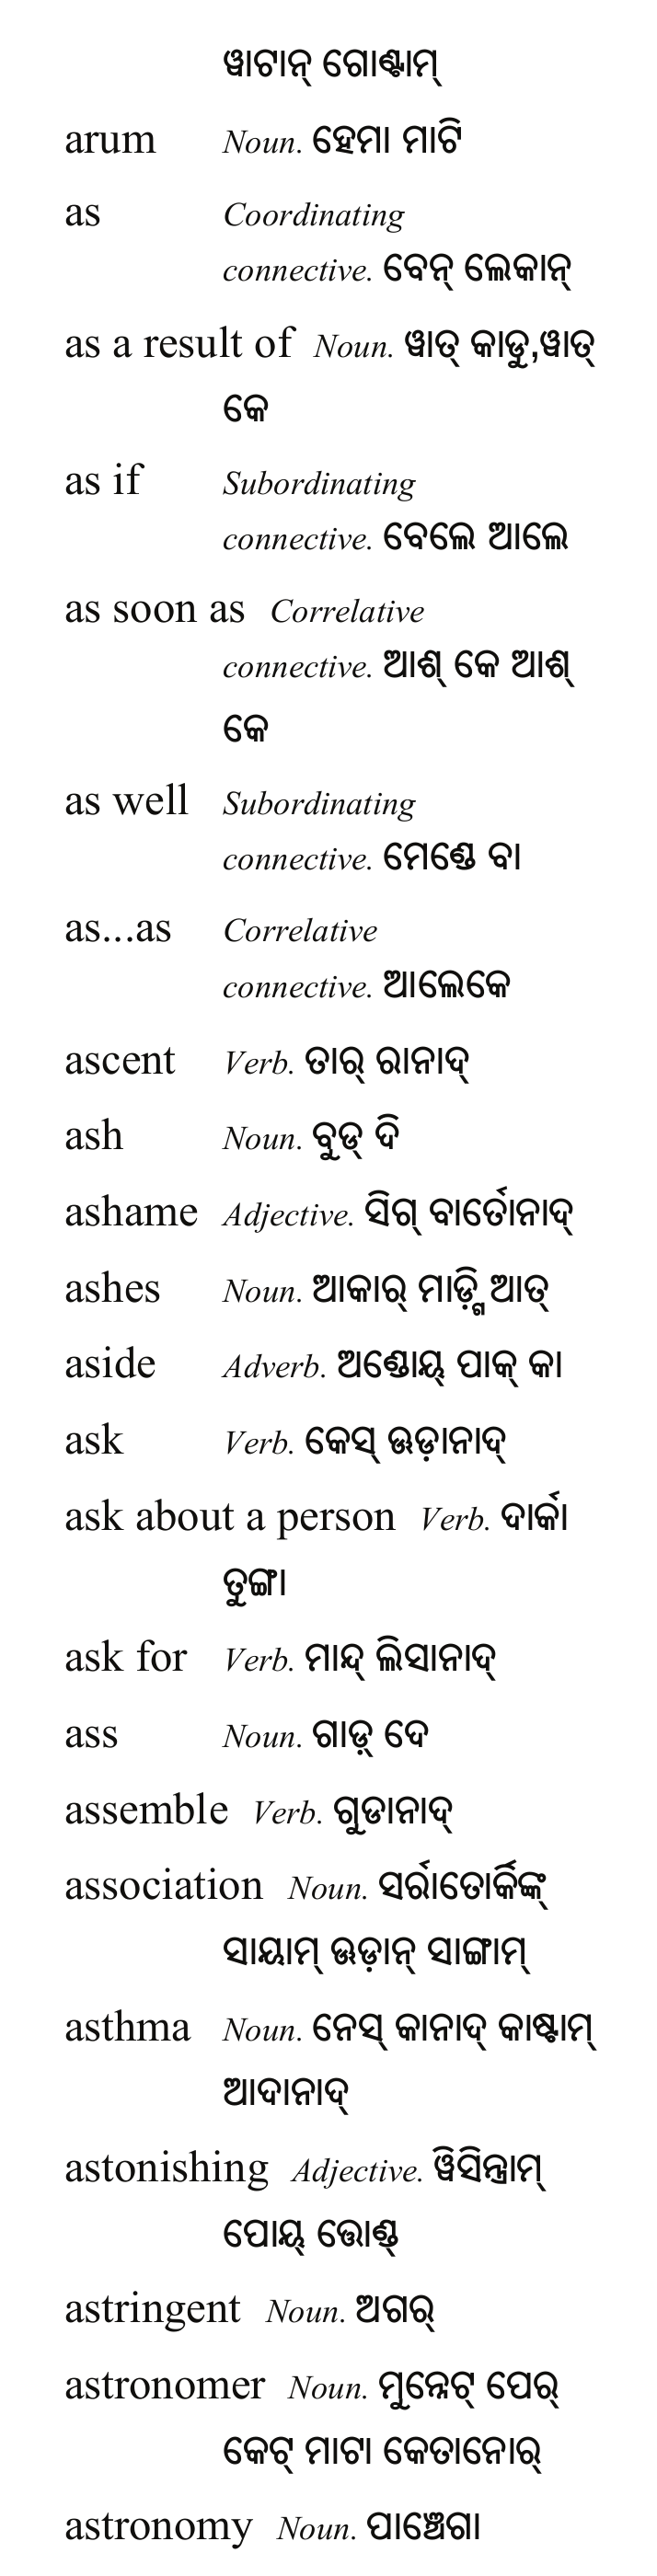 ୱାଟାନ୍ ଗୋଣ୍ଟାମ୍
arum Noun. ହେମା ମାଟି
as Coordinating
connective. ବେନ୍ ଲେକାନ୍
as a result of Noun. ୱାତ୍ କାଡୁ,ୱାତ୍
କେ
as if Subordinating
connective. ବେଲେ ଆଲେ
as soon as Correlative
connective. ଆଶ୍ କେ ଆଶ୍
କେ
as well Subordinating
connective. ମେଣ୍ଡେ ବା
as...as Correlative
connective. ଆଲେକେ
ascent Verb. ତାର୍ ରାନାଦ୍
ash Noun. ବୁଡ୍ ଦି
ashame Adjective. ସିଗ୍ ବାର୍ତୋନାଦ୍
ashes Noun. ଆକାର୍ ମାଡ଼୍ଗି ଆତ୍
aside Adverb. ଅଣ୍ଡୋୟ୍ ପାକ୍ କା
ask Verb. କେସ୍ ଊଡ଼ାନାଦ୍
ask about a person Verb. ଦାର୍କା
ତୁଙ୍ଗା
ask for Verb. ମାନ୍ଦ୍ ଲିସାନାଦ୍
ass Noun. ଗାଡ଼୍ ଦେ
assemble Verb. ଗୁଡାନାଦ୍
association Noun. ସର୍ରାତୋର୍କିଙ୍କ୍
ସାୟାମ୍ ଊଡ଼ାନ୍ ସାଙ୍ଗାମ୍
asthma Noun. ନେସ୍ କାନାଦ୍ କାଷ୍ଟାମ୍
ଆଦାନାଦ୍
astonishing Adjective. ୱିସିନ୍ତ୍ରାମ୍
ପୋୟ୍ ତ୍ତୋଣ୍ଡ୍
astringent Noun. ଅଗର୍
astronomer Noun. ମୁନ୍ନେଟ୍ ପେର୍
କେଟ୍ ମାଟା କେତାନୋର୍
astronomy Noun. ପାଞ୍ଚେଗା